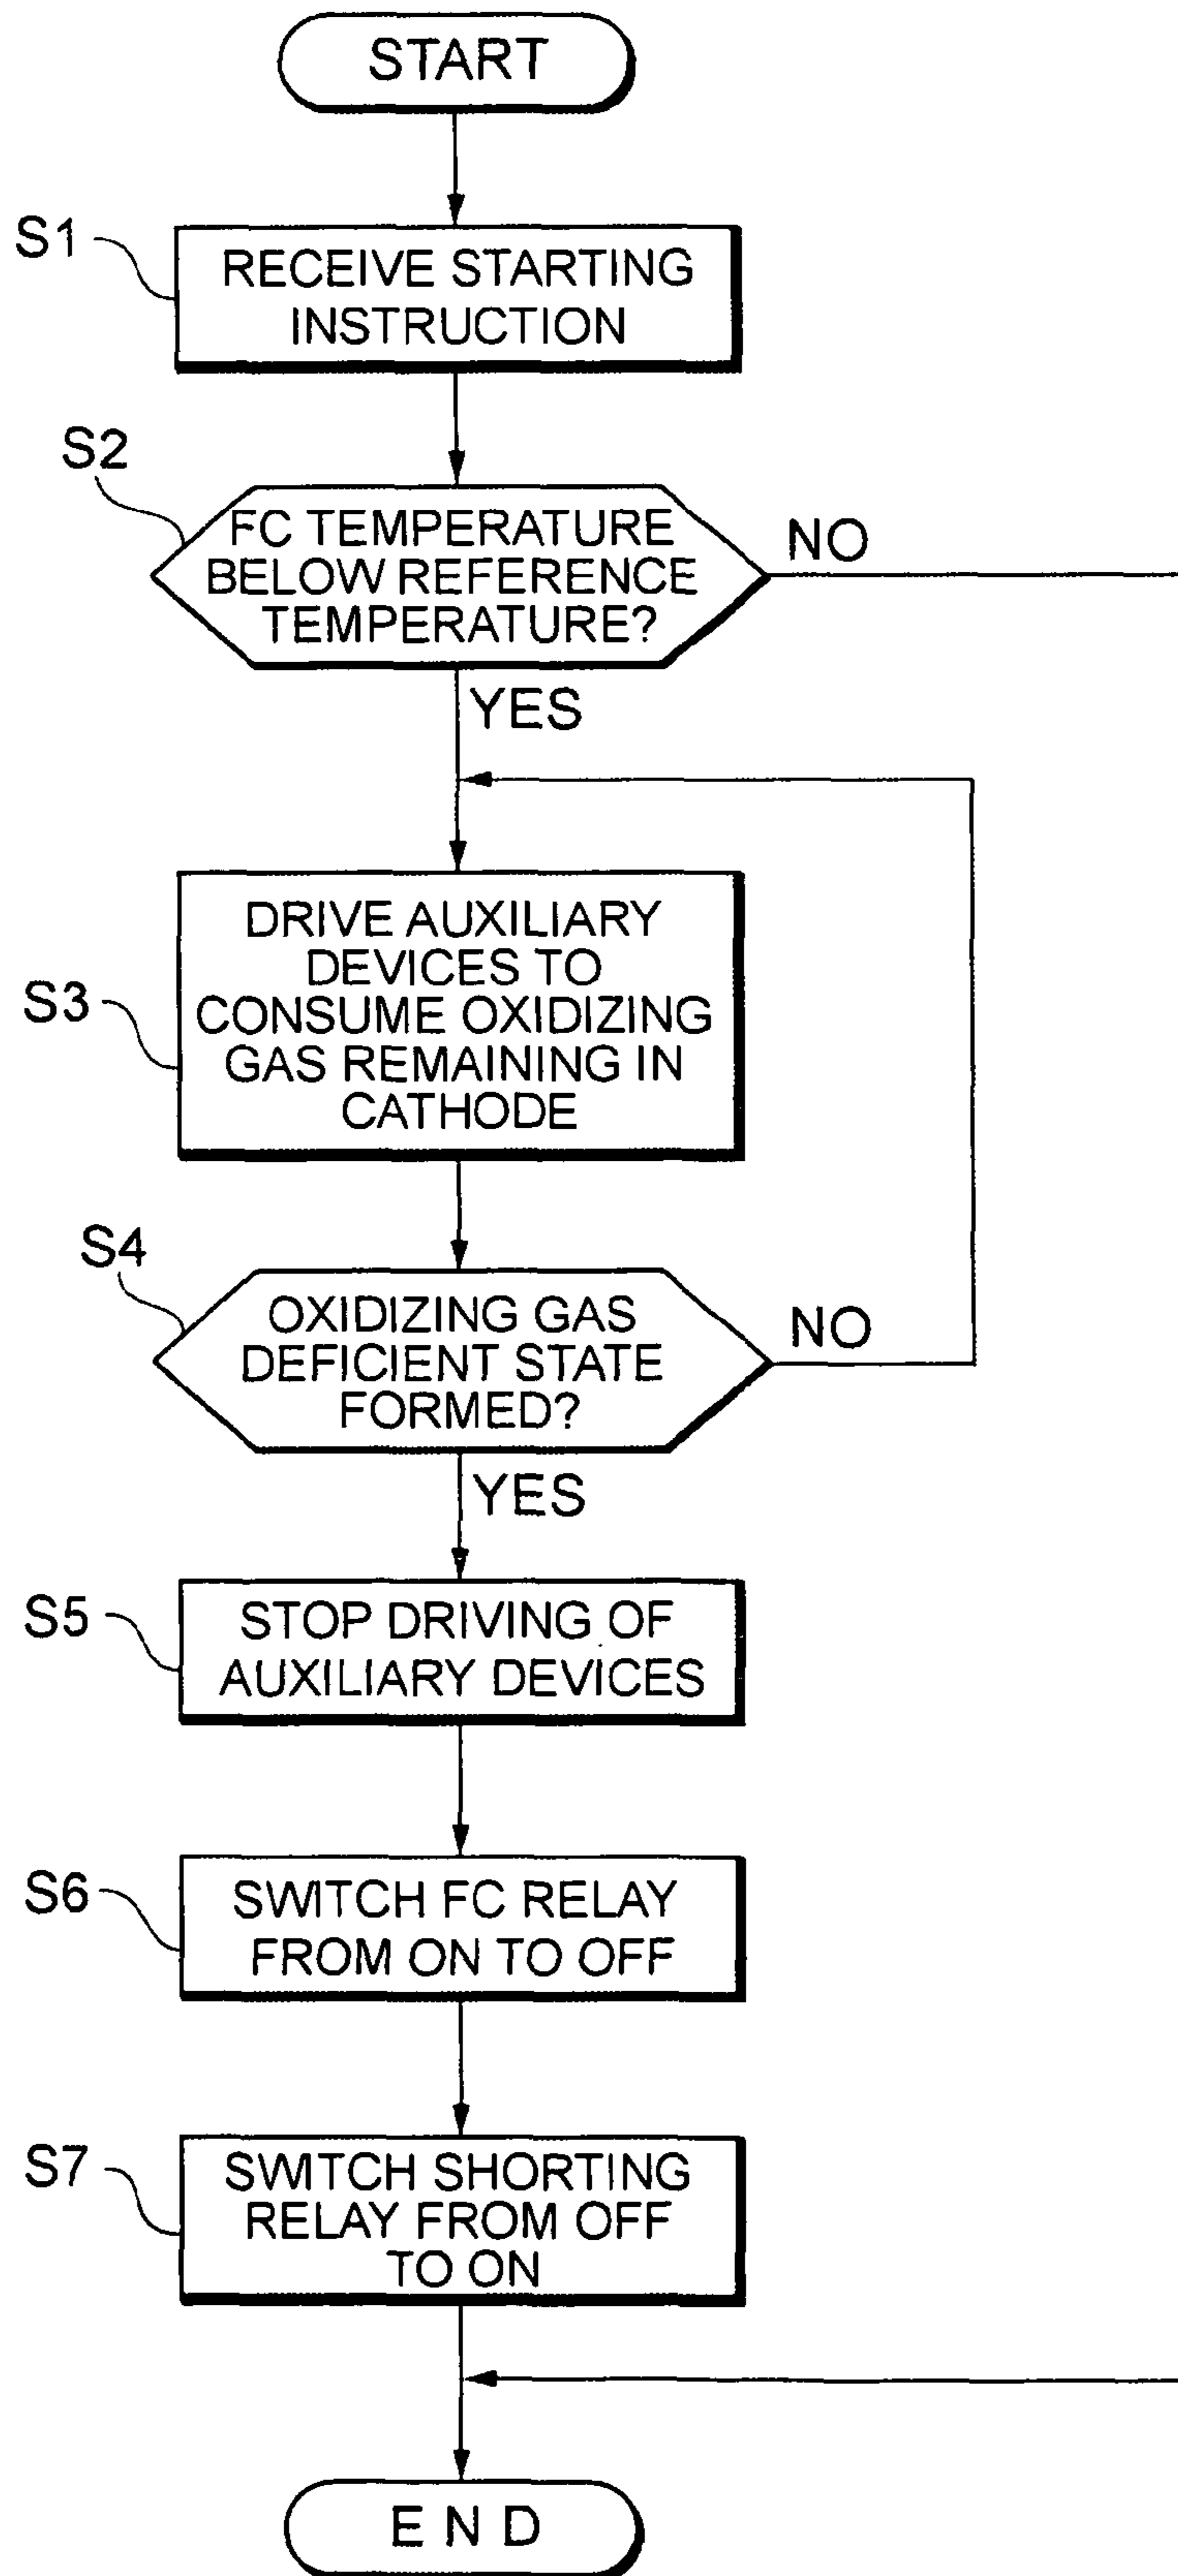 START
S1
RECEIVE STARTING
INSTRUCTION
S2
FC TEMPERATURE
BELOW REFERENCE
TEMPERATURE?
NO
YES
S3
DRIVE AUXILIARY
DEVICES TO
CONSUME OXIDIZING
GAS REMAINING IN
CATHODE
S4
OXIDIZING GAS
DEFICIENT STATE
FORMED?
NO
YES
S5
STOP DRIVING OF
AUXILIARY DEVICES
S6
SWITCH FC RELAY
FROM ON TO OFF
S7
SWITCH SHORTING
RELAY FROM OFF
TO ON
END